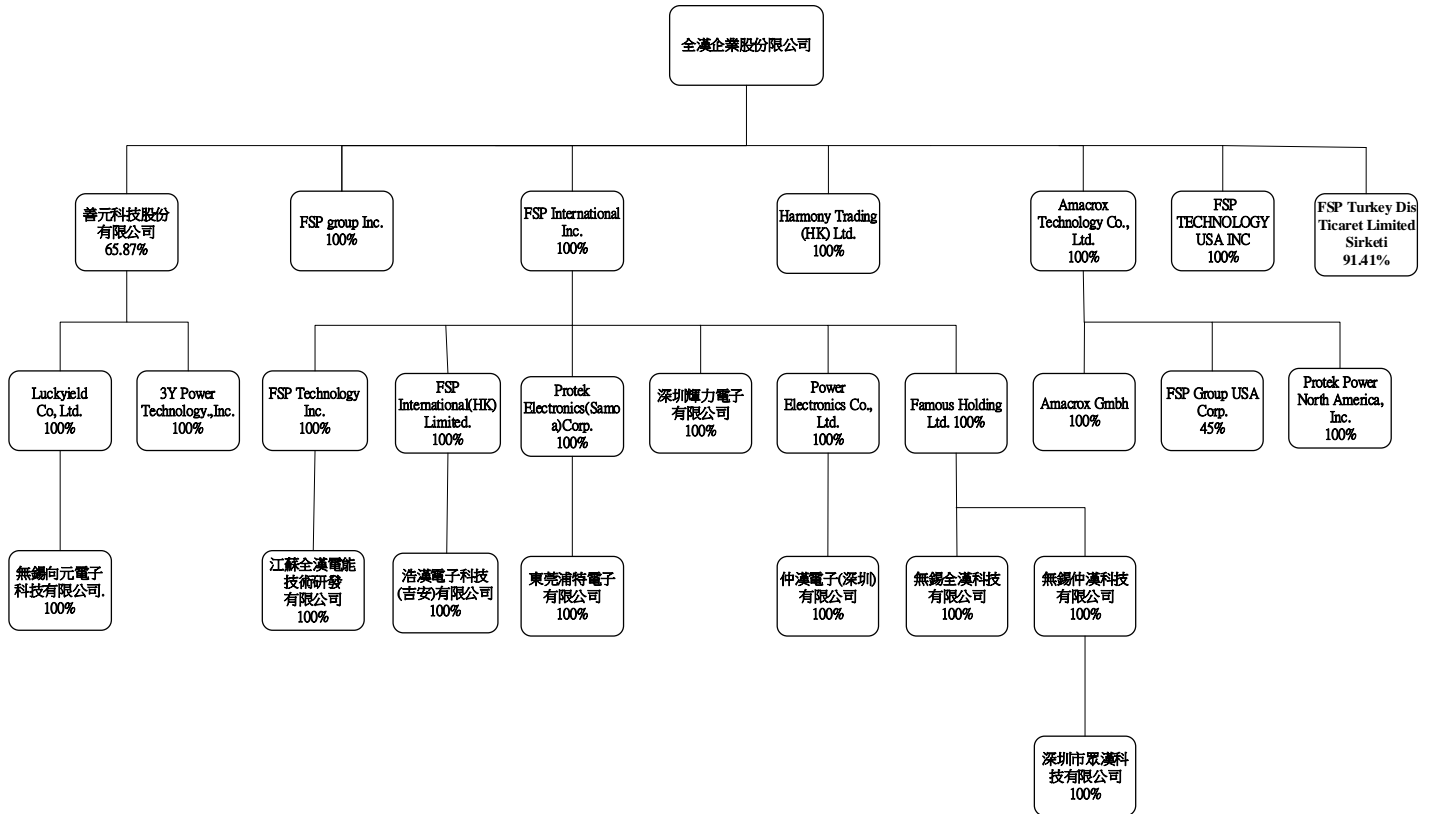 全漢企業股份限公司
善元科技股份
有限公司
65.87%
FSP group Inc.
100%
FSP International
Inc.
100%
Harmony Trading
(HK) Ltd.
100%
Amacrox
Technology Co.,
Ltd.
100%
FSP
TECHNOLOGY
USA INC
100%
FSP Turkey Dis
Ticaret Limited
Sirketi
91.41%
Luckyield
Co, Ltd.
100%
3Y Power
Technology.,Inc.
100%
FSP Technology
Inc.
100%
FSP
International(HK)
Limited.
100%
Protek
Electronics(Samo
a)Corp.
100%
深圳輝力電子
有限公司
100%
Power
Electronics Co.,
Ltd.
100%
Famous Holding
Ltd. 100%
Amacrox Gmbh
100%
FSP Group USA
Corp.
45%
Protek Power
North America,
Inc.
100%
無錫向元電子
科技有限公司.
100%
江蘇全漢電能
技術研發
有限公司
100%
浩漢電子科技
(吉安)有限公司
100%
東莞浦特電子
有限公司
100%
仲漢電子(深圳)
有限公司
100%
無錫全漢科技
有限公司
100%
無錫仲漢科技
有限公司
100%
深圳市眾漢科
技有限公司
100%